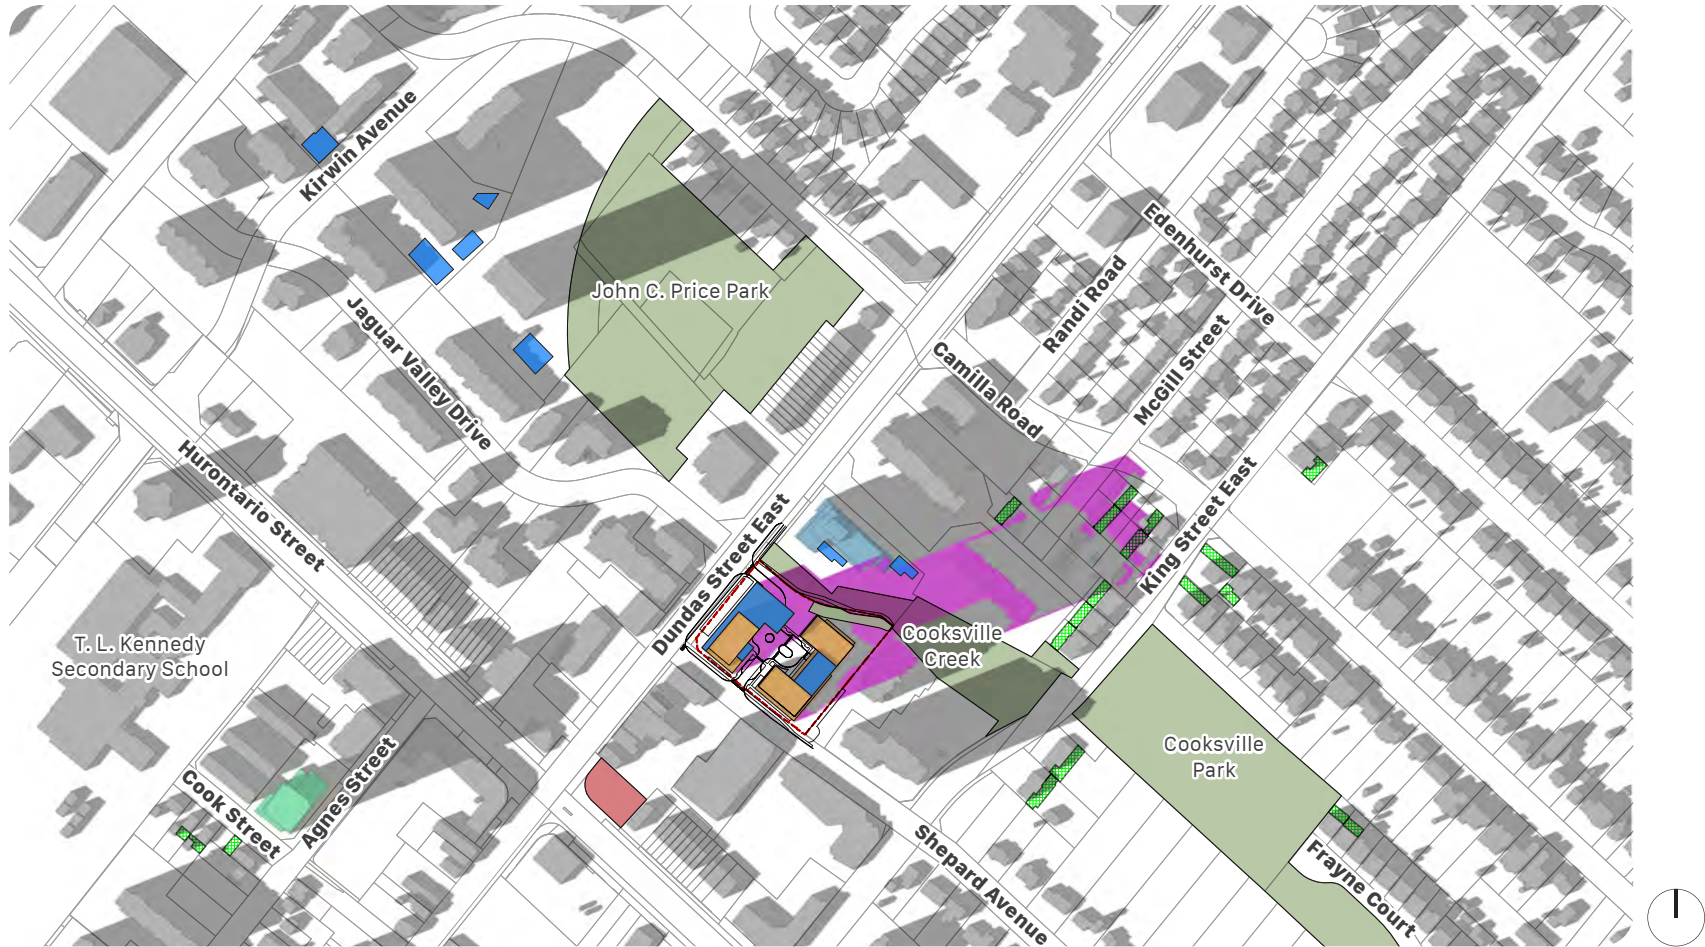 Kirwin Avenue
Edenhurst Drive
Randi Road
John C. Price Park
Jaguar Valley Drive
McGill Street
Camilla Road
Hurontario Street
King Street East
Dundas Street East
T. L. Kennedy
Secondary School
Cooksville
Creek
Cooksville
Park
Agnes Street
Cook Street
Shepard Avenue
Frayne Court